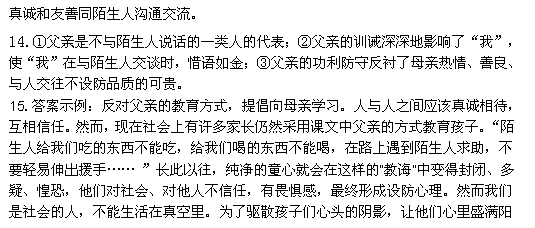 真诚和友善同陌生人沟通交流。
14.①父亲是不与陌生人说话的一类人的代表；②父亲的训诫深深地影响了“我”，
使“我”在与陌生人交谈时，惜语如金；③父亲的功利防守反衬了母亲热情、善良、
与人交往不设防品质的可贵。
15.答案示例：反对父亲的教育方式，提倡向母亲学习。人与人之间应该真诚相待，
互相信任。然而，现在社会上有许多家长仍然采用课文中父亲的方式教育孩子。“陌
生人给我们吃的东西不能吃，给我们喝的东西不能喝，在路上遇到陌生人求助，不
要轻易伸出援手…… ”长此以往，纯净的童心就会在这样的“教诲”中变得封闭、多
疑、惶恐，他们对社会、对他人不信任，有畏惧感，最终形成设防心理。然而我们
是社会的人，不能生活在真空里。为了驱散孩子们心头的阴影，让他们心里盛满阳